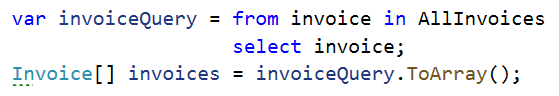 var invoiceQuery = from invoice in AllInvoices
                   select invoice;
Invoice[] invoices = invoiceQuery.ToArray();